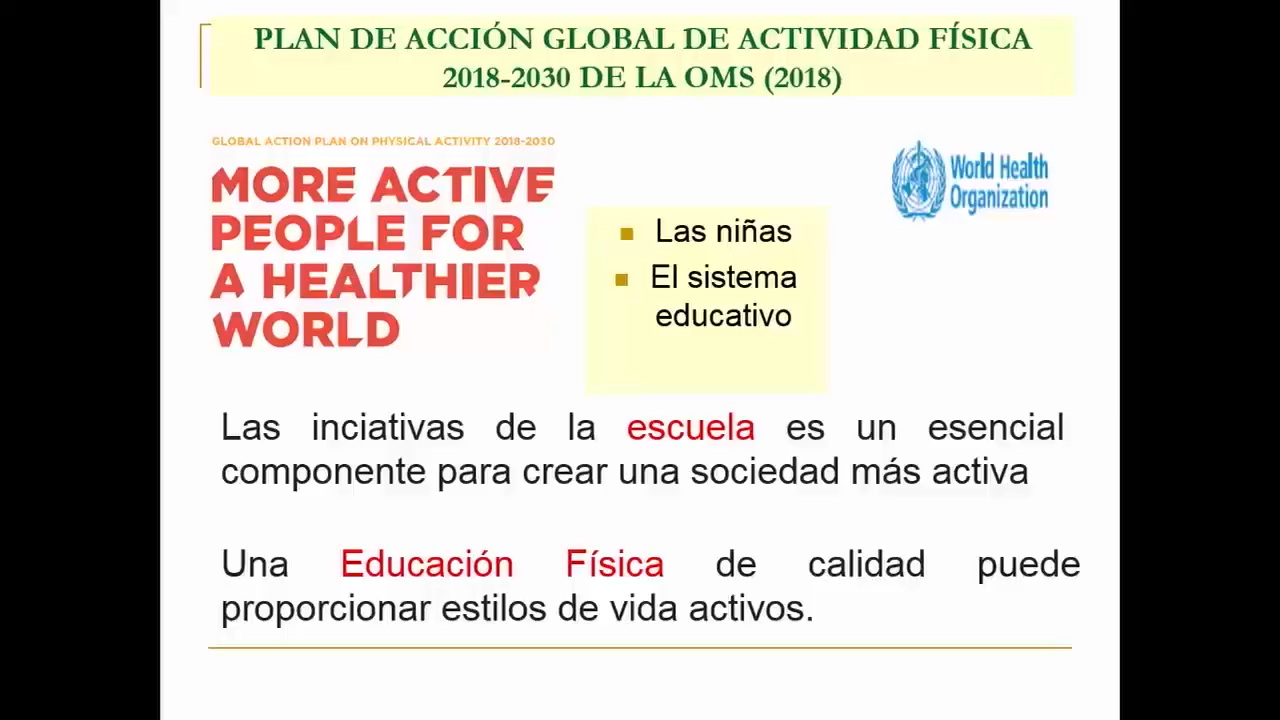 PLAN DE ACCIÓN GLOBAL DE ACTIVIDAD FÍSICA
2018-2030 DE LA OMS (2018)
GLOBAL ACTION PLAN ON PHYSICAL ACTIVITY 2018-2030
MORE ACTIVE
PEOPLE FOR
A HEALTHIER
WORLD
World Health
Organization
Las niñas
El sistema
educativo
Las inciativas de la escuela es un esencial
componente para crear una sociedad más activa
Una Educación Física de calidad puede
proporcionar estilos de vida activos.